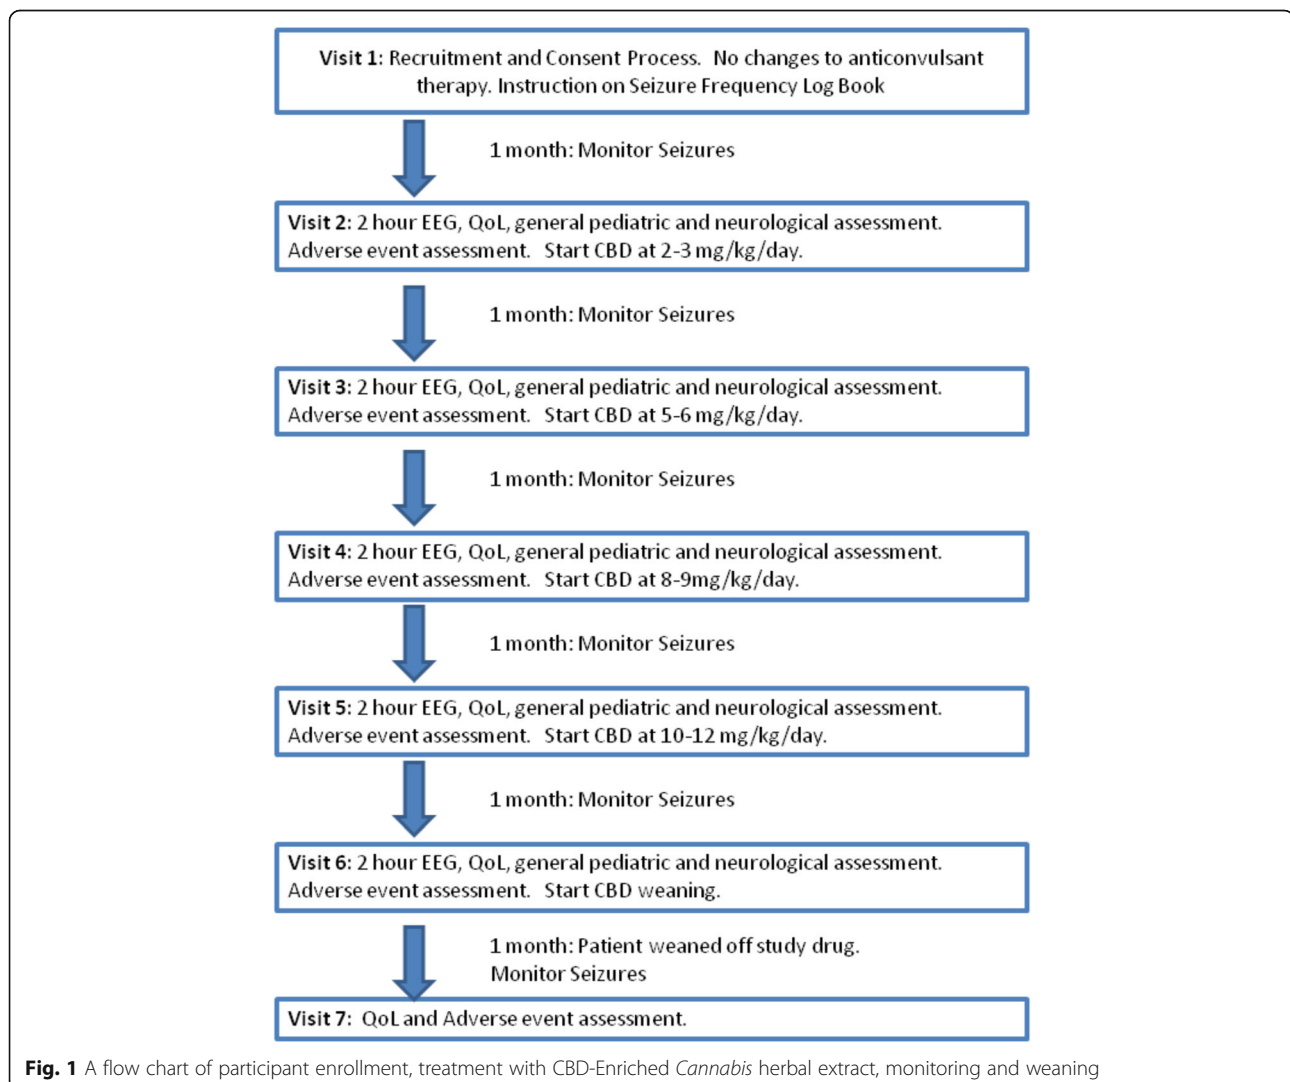 Visit 1: Recruitment and Consent Process. No changes to anticonvulsant
therapy. Instruction on Seizure Frequency Log Book
1 month: Monitor Seizures
Visit 2: 2 hour EEG, QoL, general pediatric and neurological assessment.
Adverse event assessment. Start CBD at 2-3 mg/kg/day.
1 month: Monitor Seizures
Visit 3: 2 hour EEG, QoL, general pediatric and neurological assessment.
Adverse event assessment. Start CBD at 5-6 mg/kg/day.
1 month: Monitor Seizures
Visit 4: 2 hour EEG, QoL, general pediatric and neurological assessment.
Adverse event assessment. Start CBD at 8-9mg/kg/day.
1 month: Monitor Seizures
Visit 5: 2 hour EEG, QoL, general pediatric and neurological assessment.
Adverse event assessment. Start CBD at 10-12 mg/kg/day.
1 month: Monitor Seizures
Visit 6: 2 hour EEG, QoL, general pediatric and neurological assessment.
Adverse event assessment. Start CBD weaning.
1 month: Patient weaned off study drug.
Monitor Seizures
Visit 7: QoL and Adverse event assessment.
Fig. 1 A flow chart of participant enrollment, treatment with CBD-Enriched Cannabis herbal extract, monitoring and weaning